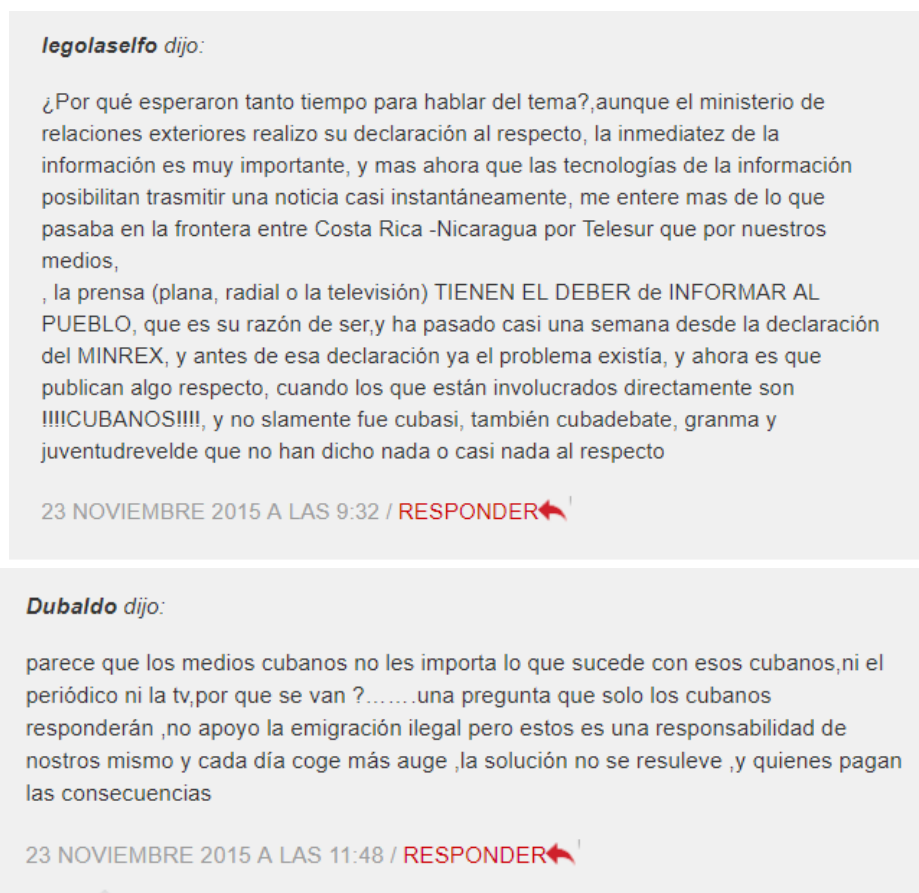 legolaselfo dijo:
¿Por qué esperaron tanto tiempo para hablar del tema?,aunque el ministerio de
relaciones exteriores realizo su declaración al respecto, la inmediatez de la
información es muy importante, y mas ahora que las tecnologías de la información
posibilitan trasmitir una noticia casi instantáneamente, me entere mas de lo que
pasaba en la frontera entre Costa Rica -Nicaragua por Telesur que por nuestros
medios,
, la prensa (plana, radial o la televisión) TIENEN EL DEBER de INFORMAR AL
PUEBLO, que es su razón de ser,y ha pasado casi una semana desde la declaración
del MINREX, y antes de esa declaración ya el problema existía, y ahora es que
publican algo respecto, cuando los que están involucrados directamente son
!!!!CUBANOS!!!!, y no slamente fue cubasi, también cubadebate, granma y
juventudrevelde que no han dicho nada o casi nada al respecto
23 NOVIEMBRE 2015 A LAS 9:32 / RESPONDER
Dubaldo dijo:
parece que los medios cubanos no les importa lo que sucede con esos cubanos,ni el
periódico ni la tv,por que se van ?…….una pregunta que solo los cubanos
responderán ,no apoyo la emigración ilegal pero estos es una responsabilidad de
nostros mismo y cada día coge más auge ,la solución no se resuleve ,y quienes pagan
las consecuencias
23 NOVIEMBRE 2015 A LAS 11:48 / RESPONDER